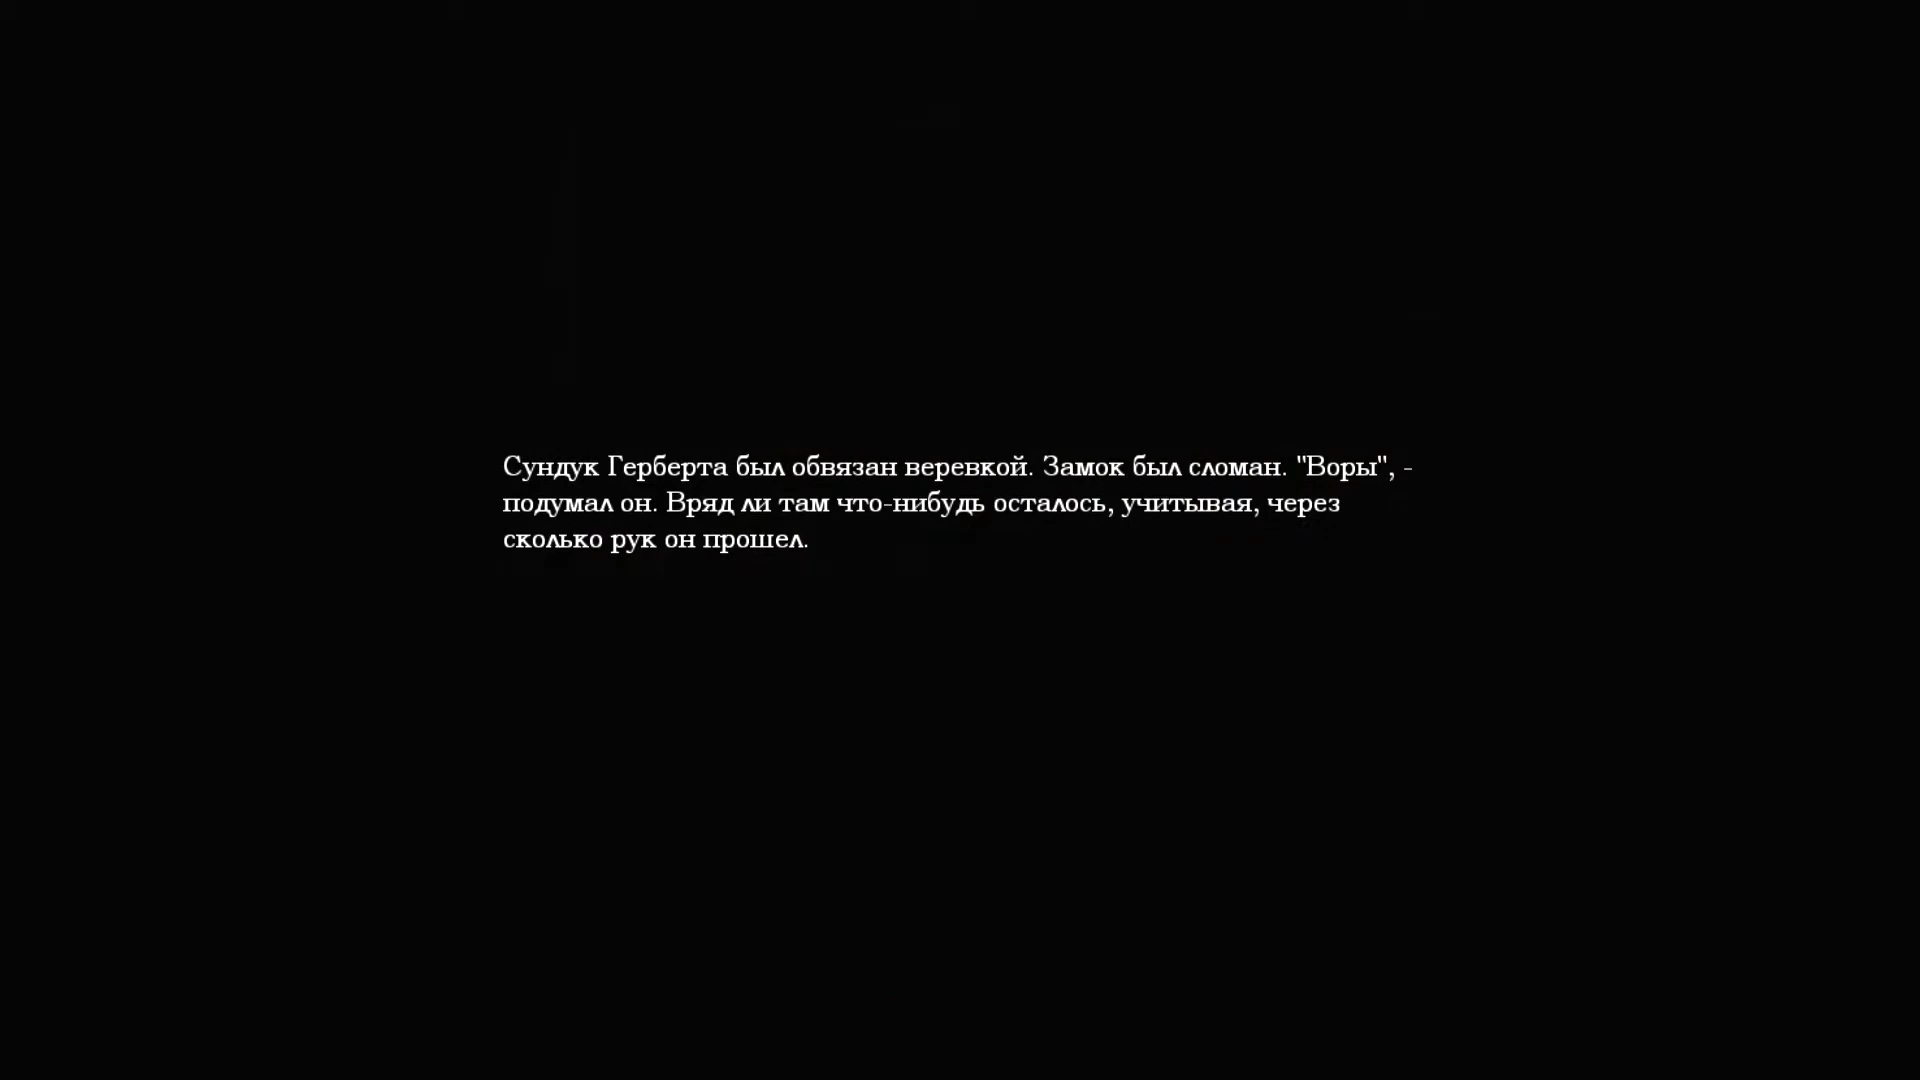 Сундук Герберта был обвязан веревкой. Замок был сломан. "Воры", -
подумал он. Вряд ли там что-нибудь осталось, учитывая, через
сколько рук он прошел.